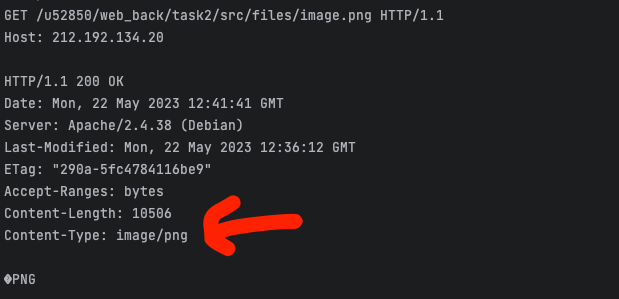 GET /u52850/web_back/task2/src/files/image.png HTTP/1.1
Host: 212.192.134.20
HTTP/1.1 200 OK
Date: Mon, 22 May 2023 12:41:41 GMT
Server: Apache/2.4.38 (Debian)
Last-Modified: Mon, 22 May 2023 12:36:12 GMT
ETag: "290a-5fc4784116be9"
Accept-Ranges: bytes
Content-Length: 10506
Content-Type: image/png
�PNG